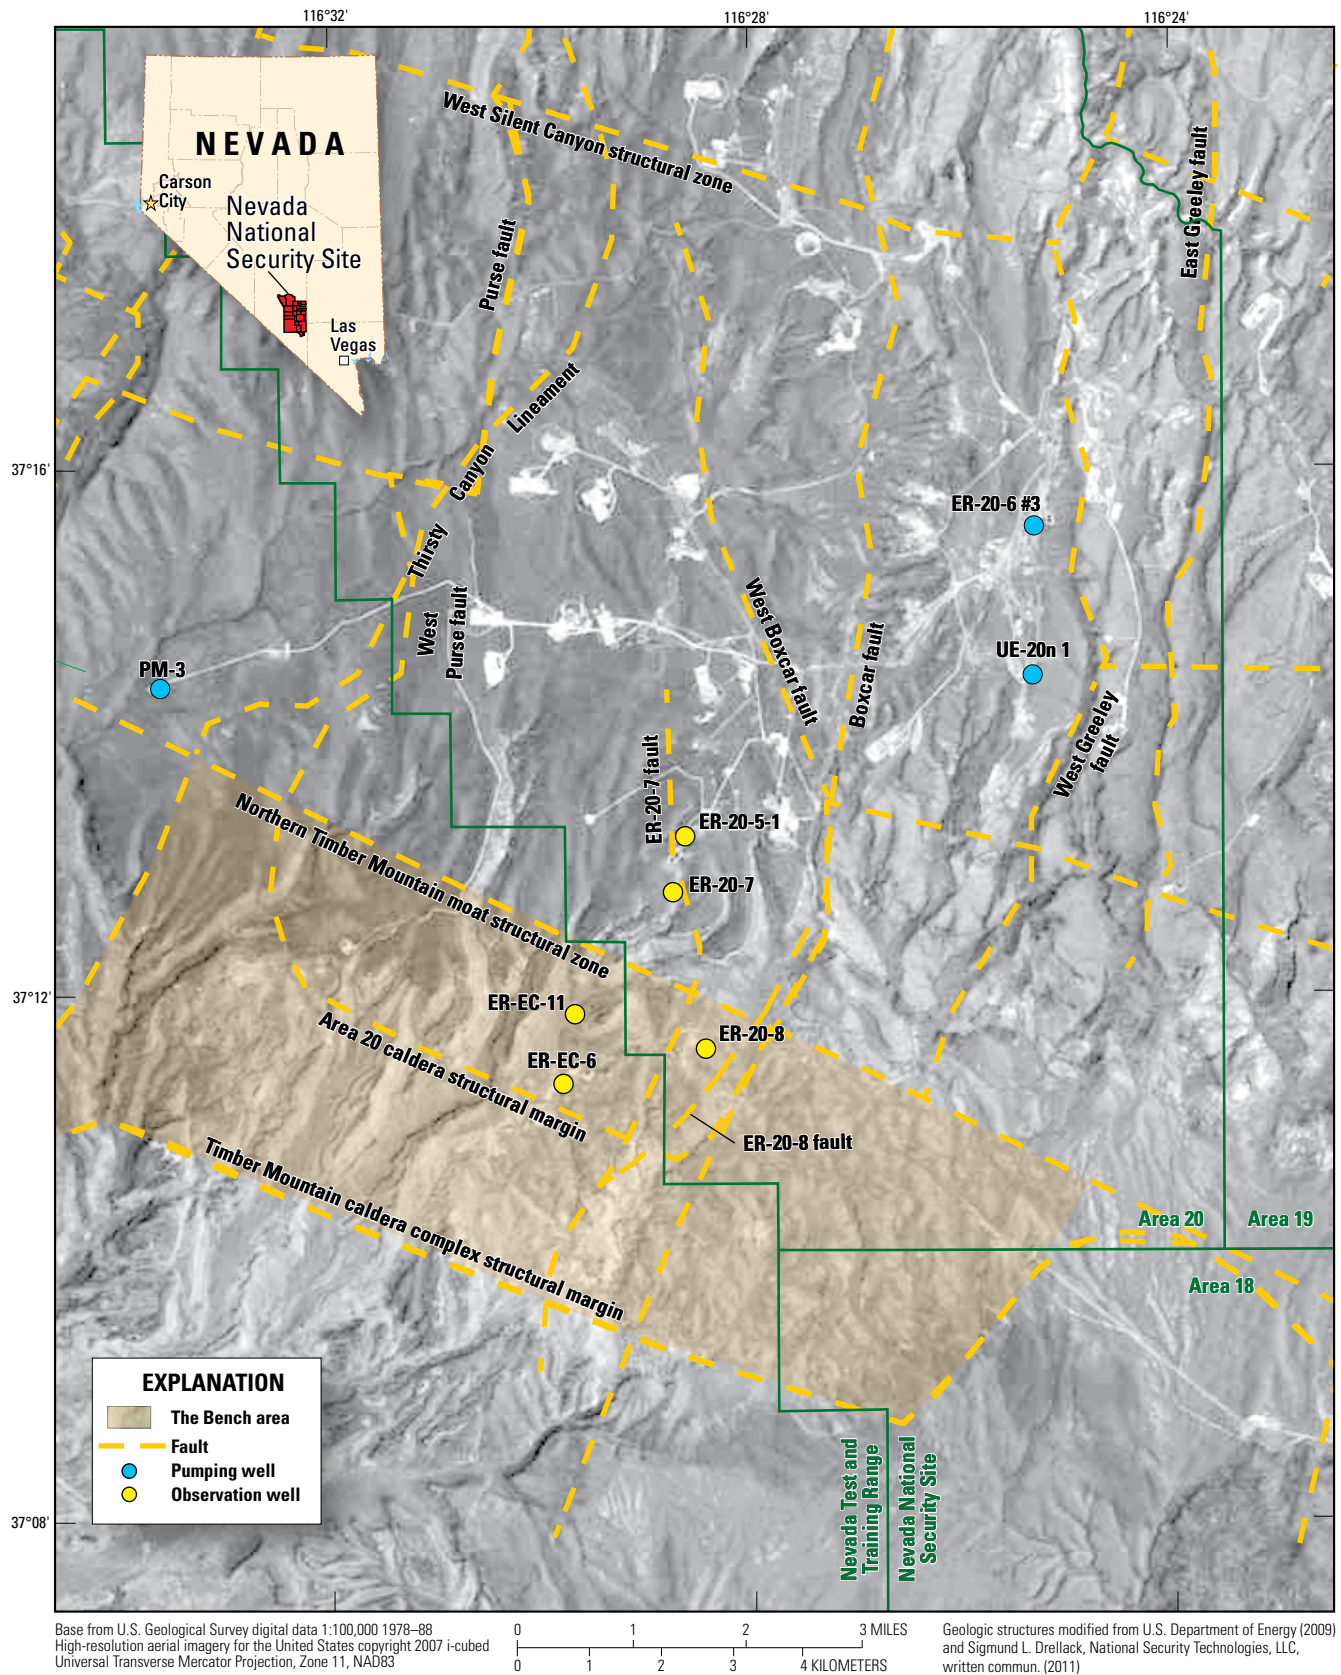 116°32'
116°28'
116°24'
West Silent Canyon structural zone
NEVADA
Carson
City
Nevada
National
Security Site
Las
Vegas
Purse fault
East Greeley fault
Thirsty Canyon Lineament
37°16'
ER-20-6 #3
West
Purse fault
West Boxcar fault
Boxcar fault
UE-20n 1
PM-3
West Greeley
fault
ER-20-7 fault
ER-20-5-1
ER-20-7
Northern Timber Mountain moat structural zone
37°12'
ER-EC-11
ER-20-8
Area 20 caldera structural margin
ER-EC-6
ER-20-8 fault
Timber Mountain caldera complex structural margin
Area 20
Area 19
Area 18
EXPLANATION
The Bench area
Fault
Pumping well
Observation well
Nevada Test and
Training Range
Nevada National
Security Site
37°08'
Base from U.S. Geological Survey digital data 1:100,000 1978–88
High-resolution aerial imagery for the United States copyright 2007 i-cubed
Universal Transverse Mercator Projection, Zone 11, NAD83
0 1 2 3 MILES
0 1 2 3 4 KILOMETERS
Geologic structures modified from U.S. Department of Energy (2009)
and Sigmund L. Drellack, National Security Technologies, LLC,
written commun. (2011)